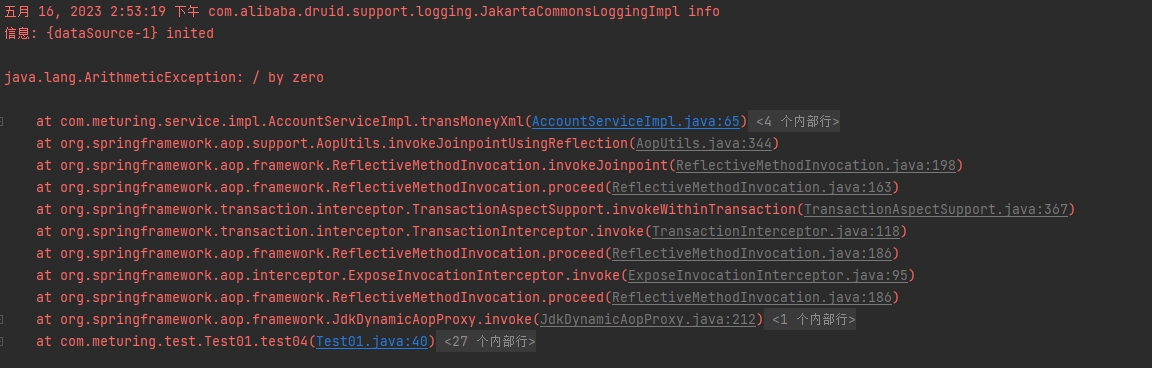 五月 16, 2023 2:53:19 下午 com.alibaba.druid.support.logging.JakartaCommonsLoggingImpl info
信息: {dataSource-1} inited
java.lang.ArithmeticException: / by zero
at com.meturing.service.impl.AccountServiceImpl.transMoneyXml(AccountServiceImpl.java:65) <4 个内部行>
at org.springframework.aop.support.AopUtils.invokeJoinpointUsingReflection(AopUtils.java:344)
at org.springframework.aop.framework.ReflectiveMethodInvocation.invokeJoinpoint(ReflectiveMethodInvocation.java:198)
at org.springframework.aop.framework.ReflectiveMethodInvocation.proceed(ReflectiveMethodInvocation.java:163)
at org.springframework.transaction.interceptor.TransactionAspectSupport.invokeWithinTransaction(TransactionAspectSupport.java:367)
at org.springframework.transaction.interceptor.TransactionInterceptor.invoke(TransactionInterceptor.java:118)
at org.springframework.aop.framework.ReflectiveMethodInvocation.proceed(ReflectiveMethodInvocation.java:186)
at org.springframework.aop.interceptor.ExposeInvocationInterceptor.invoke(ExposeInvocationInterceptor.java:95)
at org.springframework.aop.framework.ReflectiveMethodInvocation.proceed(ReflectiveMethodInvocation.java:186)
at org.springframework.aop.framework.JdkDynamicAopProxy.invoke(JdkDynamicAopProxy.java:212) <1 个内部行>
at com.meturing.test.Test01.test04(Test01.java:40) <27 个内部行>